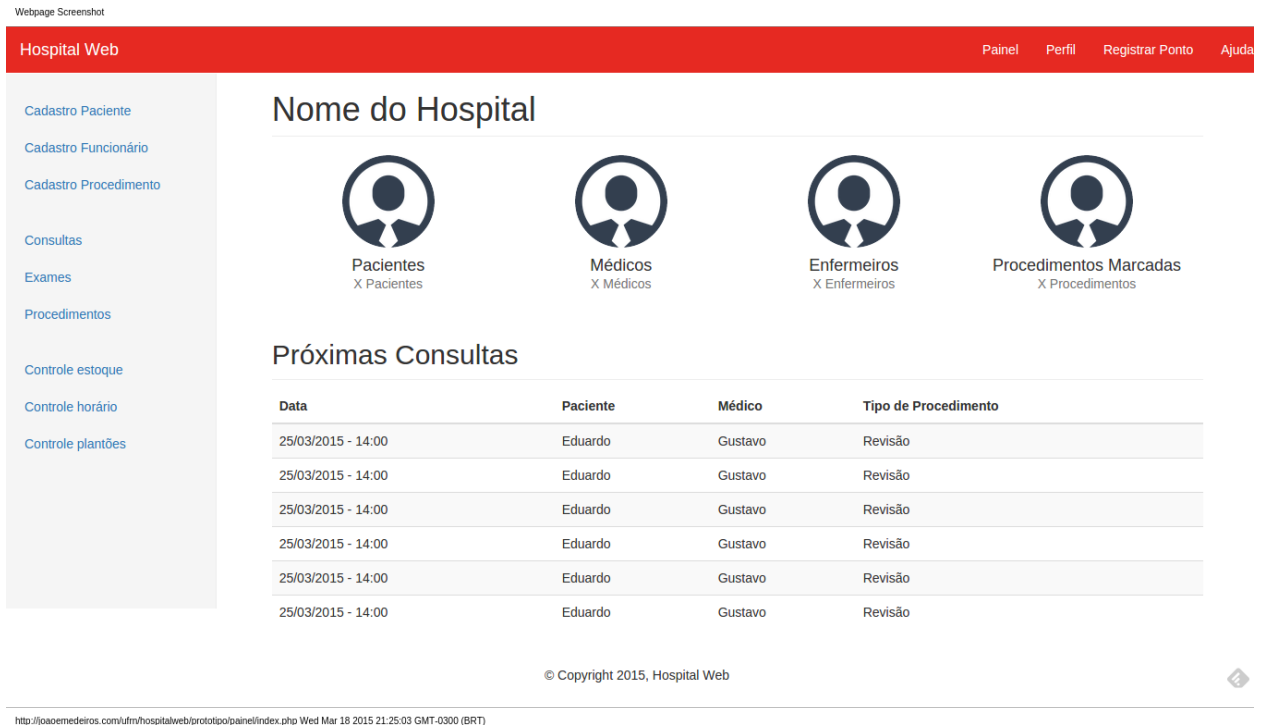 Webpage Screenshot
Hospital Web Painel Perfil Registrar Ponto Ajuda
Cadastro Paciente
Cadastro Funcionário
Cadastro Procedimento
Consultas
Exames
Procedimentos
Controle estoque
Controle horário
Controle plantões
Nome do Hospital
Pacientes Médicos Enfermeiros Procedimentos Marcadas
X Pacientes X Médicos X Enfermeiros X Procedimentos
Próximas Consultas
Data Paciente Médico Tipo de Procedimento
25/03/2015 - 14:00 Eduardo Gustavo Revisão
25/03/2015 - 14:00 Eduardo Gustavo Revisão
25/03/2015 - 14:00 Eduardo Gustavo Revisão
25/03/2015 - 14:00 Eduardo Gustavo Revisão
25/03/2015 - 14:00 Eduardo Gustavo Revisão
25/03/2015 - 14:00 Eduardo Gustavo Revisão
© Copyright 2015, Hospital Web
http://joaoemedeiros.com/ufrn/hospitalweb/prototipo/painel/index.php Wed Mar 18 2015 21:25:03 GMT-0300 (BRT)